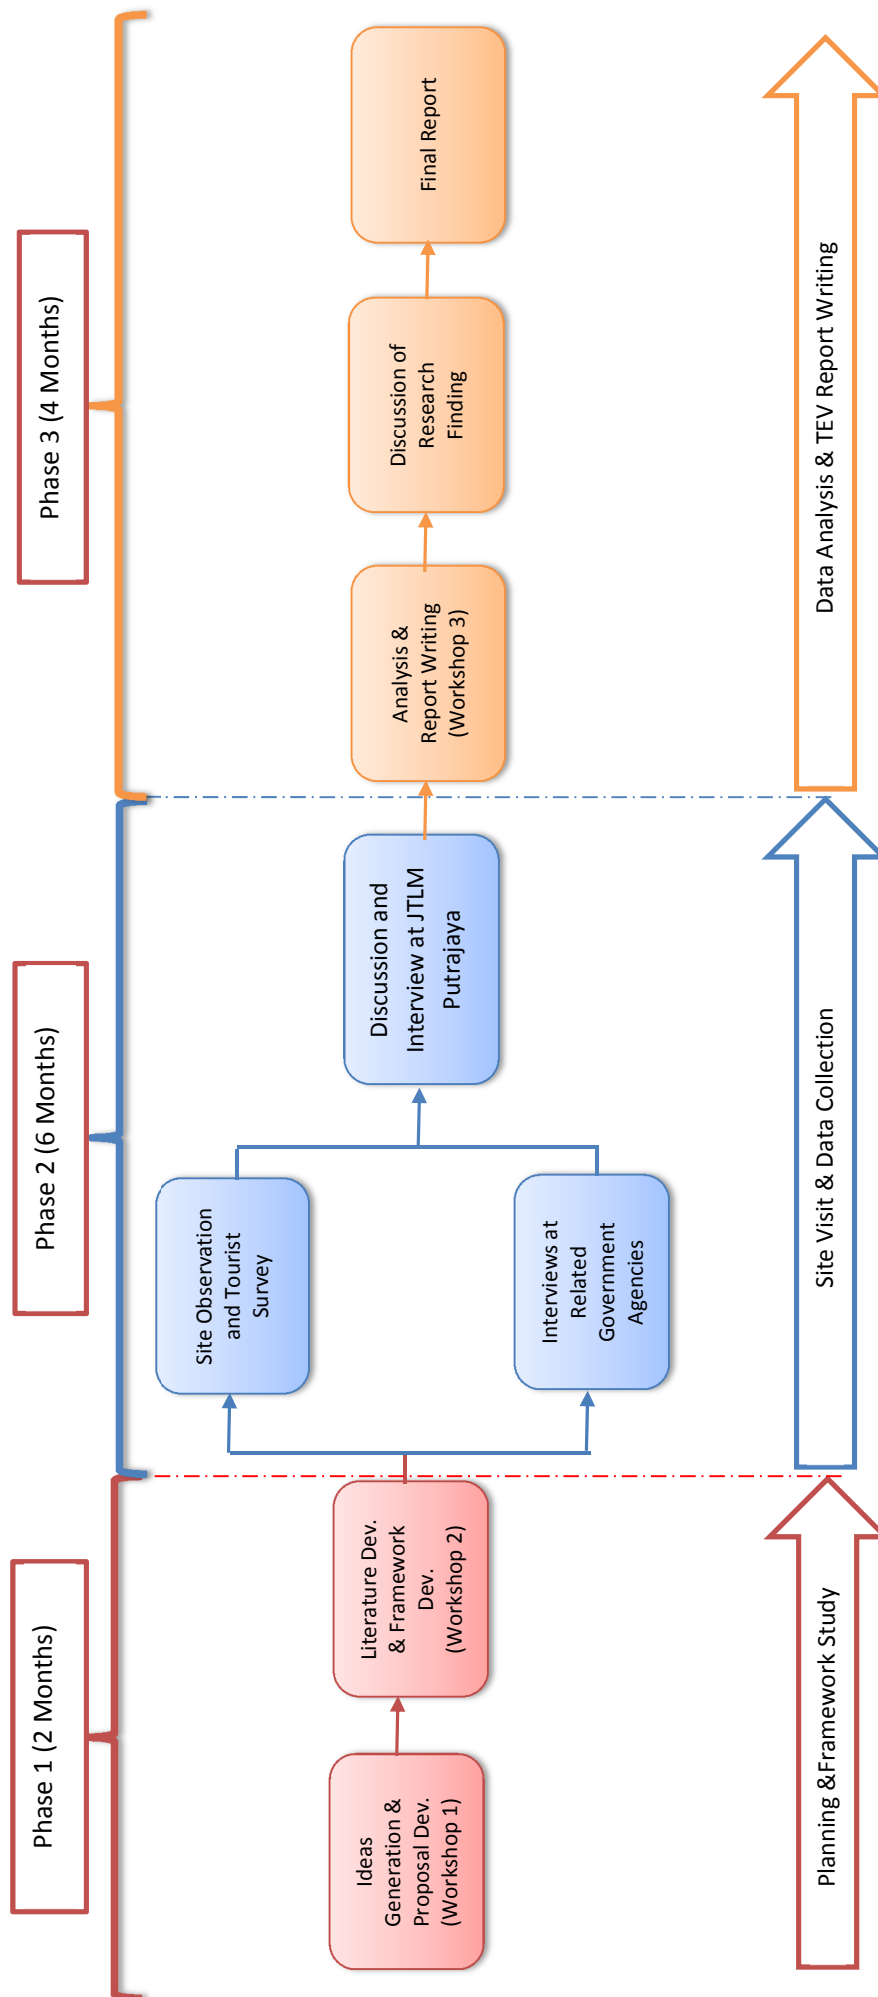 Phase 1 (2 Months)
Phase 2 (6 Months)
Phase 3 (4 Months)
Ideas
Generation &
Proposal Dev.
(Workshop 1)
Literature Dev.
& Framework
Dev.
(Workshop 2)
Site Observation
and Tourist
Survey
Interviews at
Related
Government
Agencies
Discussion and
Interview at JTLM
Putrajaya
Analysis &
Report Writing
(Workshop 3)
Discussion of
Research
Finding
Final Report
Planning &Framework Study
Site Visit & Data Collection
Data Analysis & TEV Report Writing